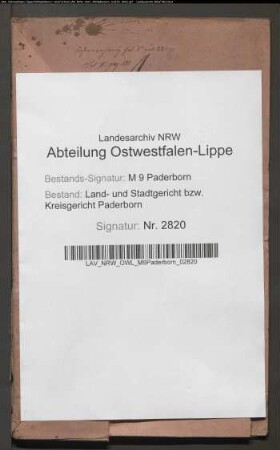 Landesarchiv NRW
Abteilung Ostwestfalen-Lippe
Bestands-Signatur: M 9 Paderborn
Bestand: Land- und Stadtgericht bzw.
Kreisgericht Paderborn
Signatur: Nr. 2820
LAV_NRW_OWL_M9Paderborn_02820